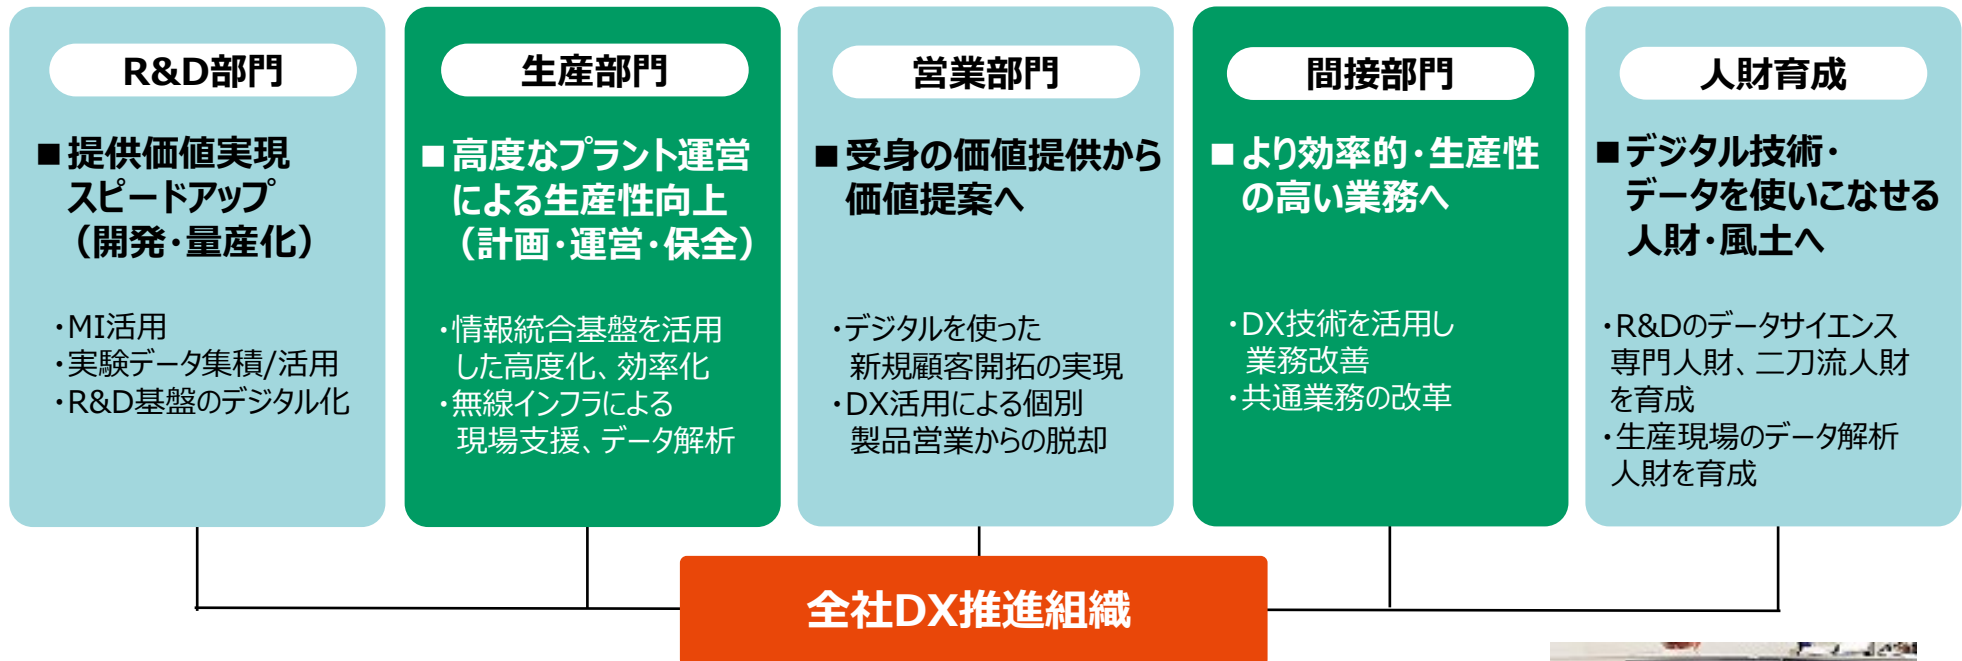 R&D部門
■提供価値実現
スピードアップ
(開発・量産化)
・MI活用
・実験データ集積/活用
・R&D基盤のデジタル化
生産部門
■高度なプラント運営
による生産性向上
(計画・運営・保全)
・情報統合基盤を活用
した高度化、効率化
・無線インフラによる
現場支援、データ解析
営業部門
■受身の価値提供から
価値提案へ
・デジタルを使った
新規顧客開拓の実現
・DX活用による個別
製品営業からの脱却
間接部門
■より効率的・生産性
の高い業務へ
・DX技術を活用し
業務改善
・共通業務の改革
人財育成
■デジタル技術・
データを使いこなせる
人財・風土へ
・R&Dのデータサイエンス
専門人財、二刀流人財
を育成
・生産現場のデータ解析
人財を育成
全社DX推進組織